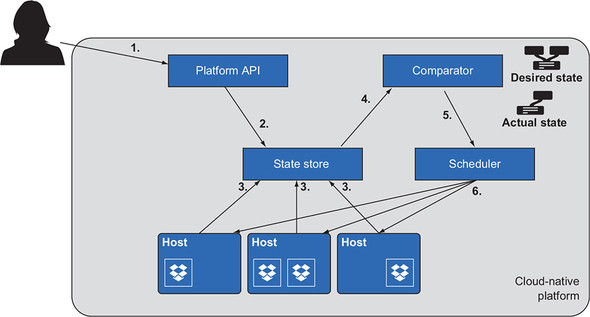 1.
Platform API
Comparator
Desired state
4.
Actual state
2.
5.
State store
Scheduler
3.
3.
3.
6.
Host
Host
Host
Cloud-native
platform